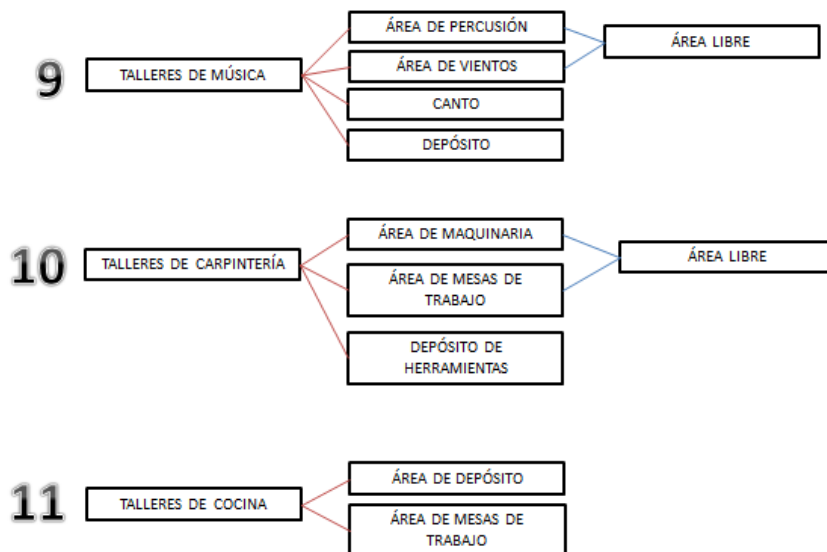 9
TALLERES DE MÚSICA
ÁREA DE PERCUSIÓN
ÁREA DE VIENTOS
CANTO
DEPÓSITO
ÁREA LIBRE
10
TALLERES DE CARPINTERÍA
ÁREA DE MAQUINARIA
ÁREA DE MESAS DE
TRABAJO
DEPÓSITO DE
HERRAMIENTAS
ÁREA LIBRE
11
TALLERES DE COCINA
ÁREA DE DEPÓSITO
ÁREA DE MESAS DE
TRABAJO